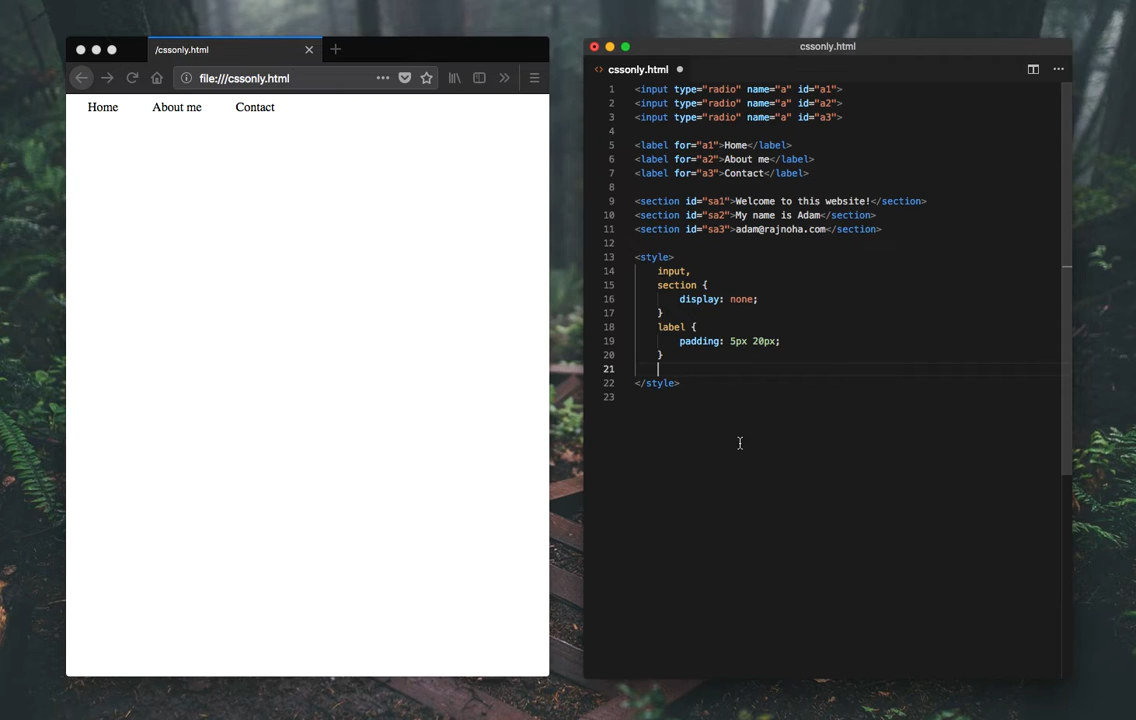 /cssonly.html
file:///cssonly.html
Home About me Contact
cssonly.html
cssonly.html
1 <input type="radio" name="a" id="a1">
2 <input type="radio" name="a" id="a2">
3 <input type="radio" name="a" id="a3">
4
5 <label for="a1">Home</label>
6 <label for="a2">About me</label>
7 <label for="a3">Contact</label>
8
9 <section id="sa1">Welcome to this website!</section>
10 <section id="sa2">My name is Adam</section>
11 <section id="sa3">adam@rajnoha.com</section>
12
13 <style>
14 input,
15 section {
16 display: none;
17 }
18 label {
19 padding: 5px 20px;
20 }
21
22 </style>
23